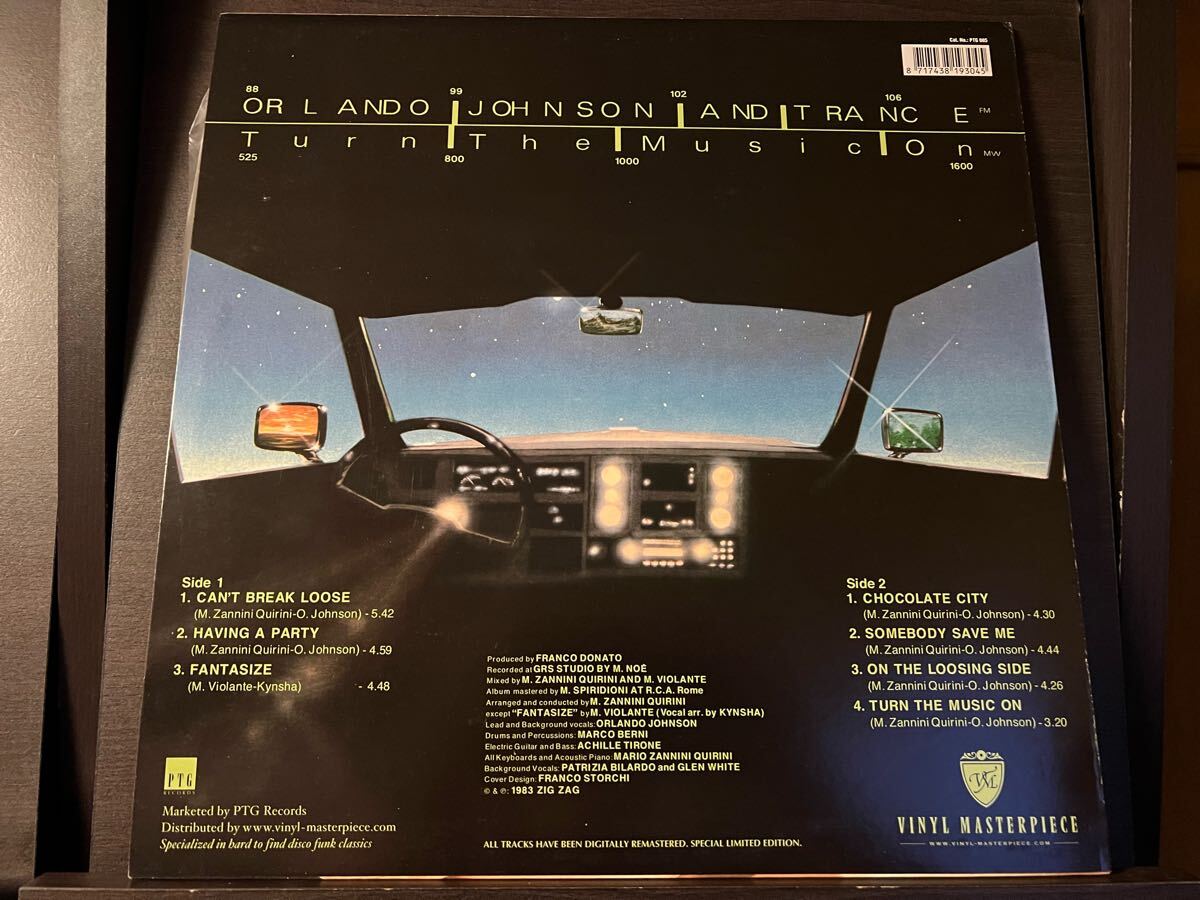 Cat. No.: PTG 005
8 717438 193045
88 99 102 106
ORLANDO JOHNSON AND TRANCE FM
Turn The Music On MW
525 800 1000 1600
Side 1
1. CAN'T BREAK LOOSE
(M. Zannini Quirini-O. Johnson) - 5.42
2. HAVING A PARTY
(M. Zannini Quirini-O. Johnson) - 4.59
3. FANTASIZE
(M. Violante-Kynsha) - 4.48
Side 2
1. CHOCOLATE CITY
(M. Zannini Quirini-O. Johnson) - 4.30
2. SOMEBODY SAVE ME
(M. Zannini Quirini-O. Johnson) - 4.44
3. ON THE LOOSING SIDE
(M. Zannini Quirini-O. Johnson) - 4.26
4. TURN THE MUSIC ON
(M. Zannini Quirini-O. Johnson) - 3.20
Produced by FRANCO DONATO
Recorded at GRS STUDIO BY M. NOÈ
Mixed by M. ZANNINI QUIRINI AND M. VIOLANTE
Album mastered by M. SPIRIDIONI AT R.C.A. Rome
Arranged and conducted by M. ZANNINI QUIRINI
except "FANTASIZE" by M. VIOLANTE (Vocal arr. by KYNSHA)
Lead and Background vocals: ORLANDO JOHNSON
Drums and Percussions: MARCO BERNI
Electric Guitar and Bass: ACHILLE TIRONE
All Keyboards and Acoustic Piano: MARIO ZANNINI QUIRINI
Background Vocals: PATRIZIA BILARDO and GLEN WHITE
Cover Design: FRANCO STORCHI
© & ℗: 1983 ZIG ZAG
PTG
RECORDS
Marketed by PTG Records
Distributed by www.vinyl-masterpiece.com
Specialized in hard to find disco funk classics
ALL TRACKS HAVE BEEN DIGITALLY REMASTERED. SPECIAL LIMITED EDITION.
VM
VINYL MASTERPIECE
WWW.VINYL-MASTERPIECE.COM